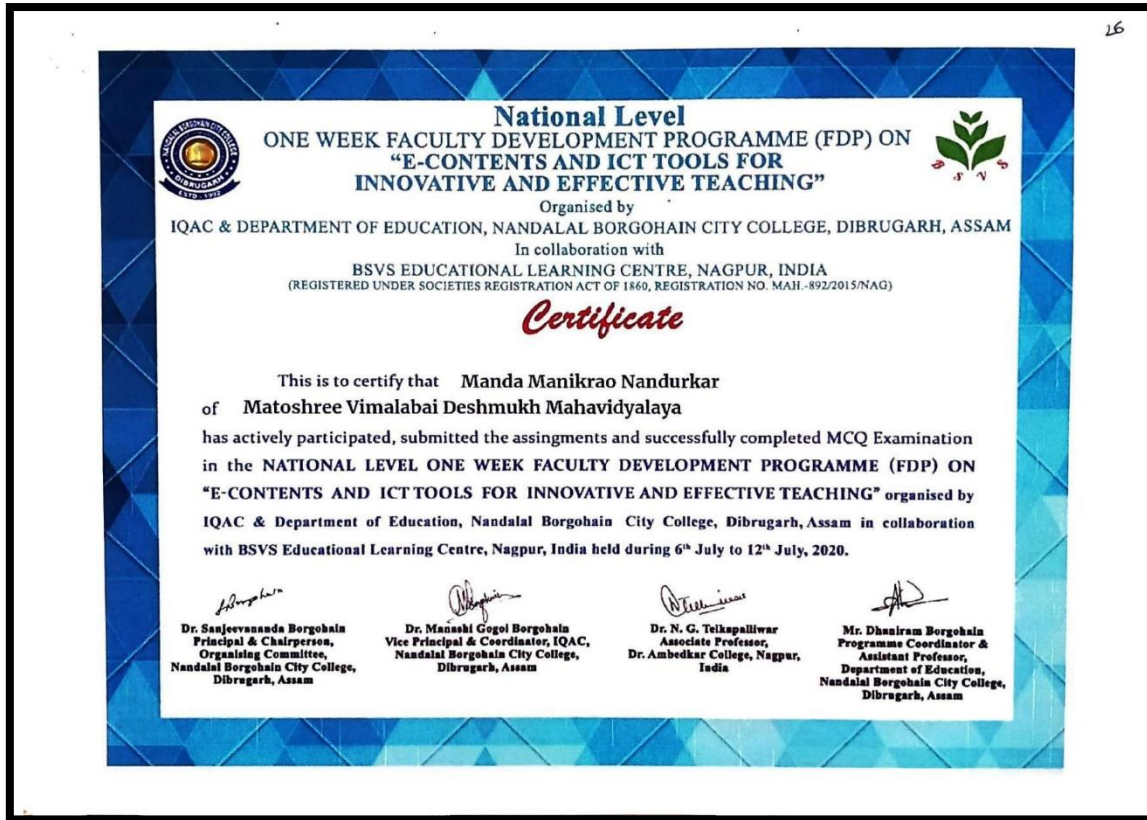 26
National Level
ONE WEEK FACULTY DEVELOPMENT PROGRAMME (FDP) ON
“E-CONTENTS AND ICT TOOLS FOR
INNOVATIVE AND EFFECTIVE TEACHING”
Organised by
IQAC & DEPARTMENT OF EDUCATION, NANDALAL BORGOHAIN CITY COLLEGE, DIBRUGARH, ASSAM
In collaboration with
BSVS EDUCATIONAL LEARNING CENTRE, NAGPUR, INDIA
(REGISTERED UNDER SOCIETIES REGISTRATION ACT OF 1860, REGISTRATION NO. MAH.-892/2015/NAG)
NANDALAL BORGOHAIN CITY COLLEGE
DIBRUGARH
ESTD - 1992
B S V S
Certificate
This is to certify that Manda Manikrao Nandurkar
of Matoshree Vimalabai Deshmukh Mahavidyalaya
has actively participated, submitted the assingments and successfully completed MCQ Examination
in the NATIONAL LEVEL ONE WEEK FACULTY DEVELOPMENT PROGRAMME (FDP) ON
“E-CONTENTS AND ICT TOOLS FOR INNOVATIVE AND EFFECTIVE TEACHING” organised by
IQAC & Department of Education, Nandalal Borgohain City College, Dibrugarh, Assam in collaboration
with BSVS Educational Learning Centre, Nagpur, India held during 6th July to 12th July, 2020.
Dr. Sanjeevananda Borgohain
Principal & Chairperson,
Organising Committee,
Nandalal Borgohain City College,
Dibrugarh, Assam
Dr. Manashi Gogoi Borgohain
Vice Principal & Coordinator, IQAC,
Nandalal Borgohain City College,
Dibrugarh, Assam
Dr. N. G. Telkapalliwar
Associate Professor,
Dr. Ambedkar College, Nagpur,
India
Mr. Dhaniram Borgohain
Programme Coordinator &
Assistant Professor,
Department of Education,
Nandalal Borgohain City College,
Dibrugarh, Assam